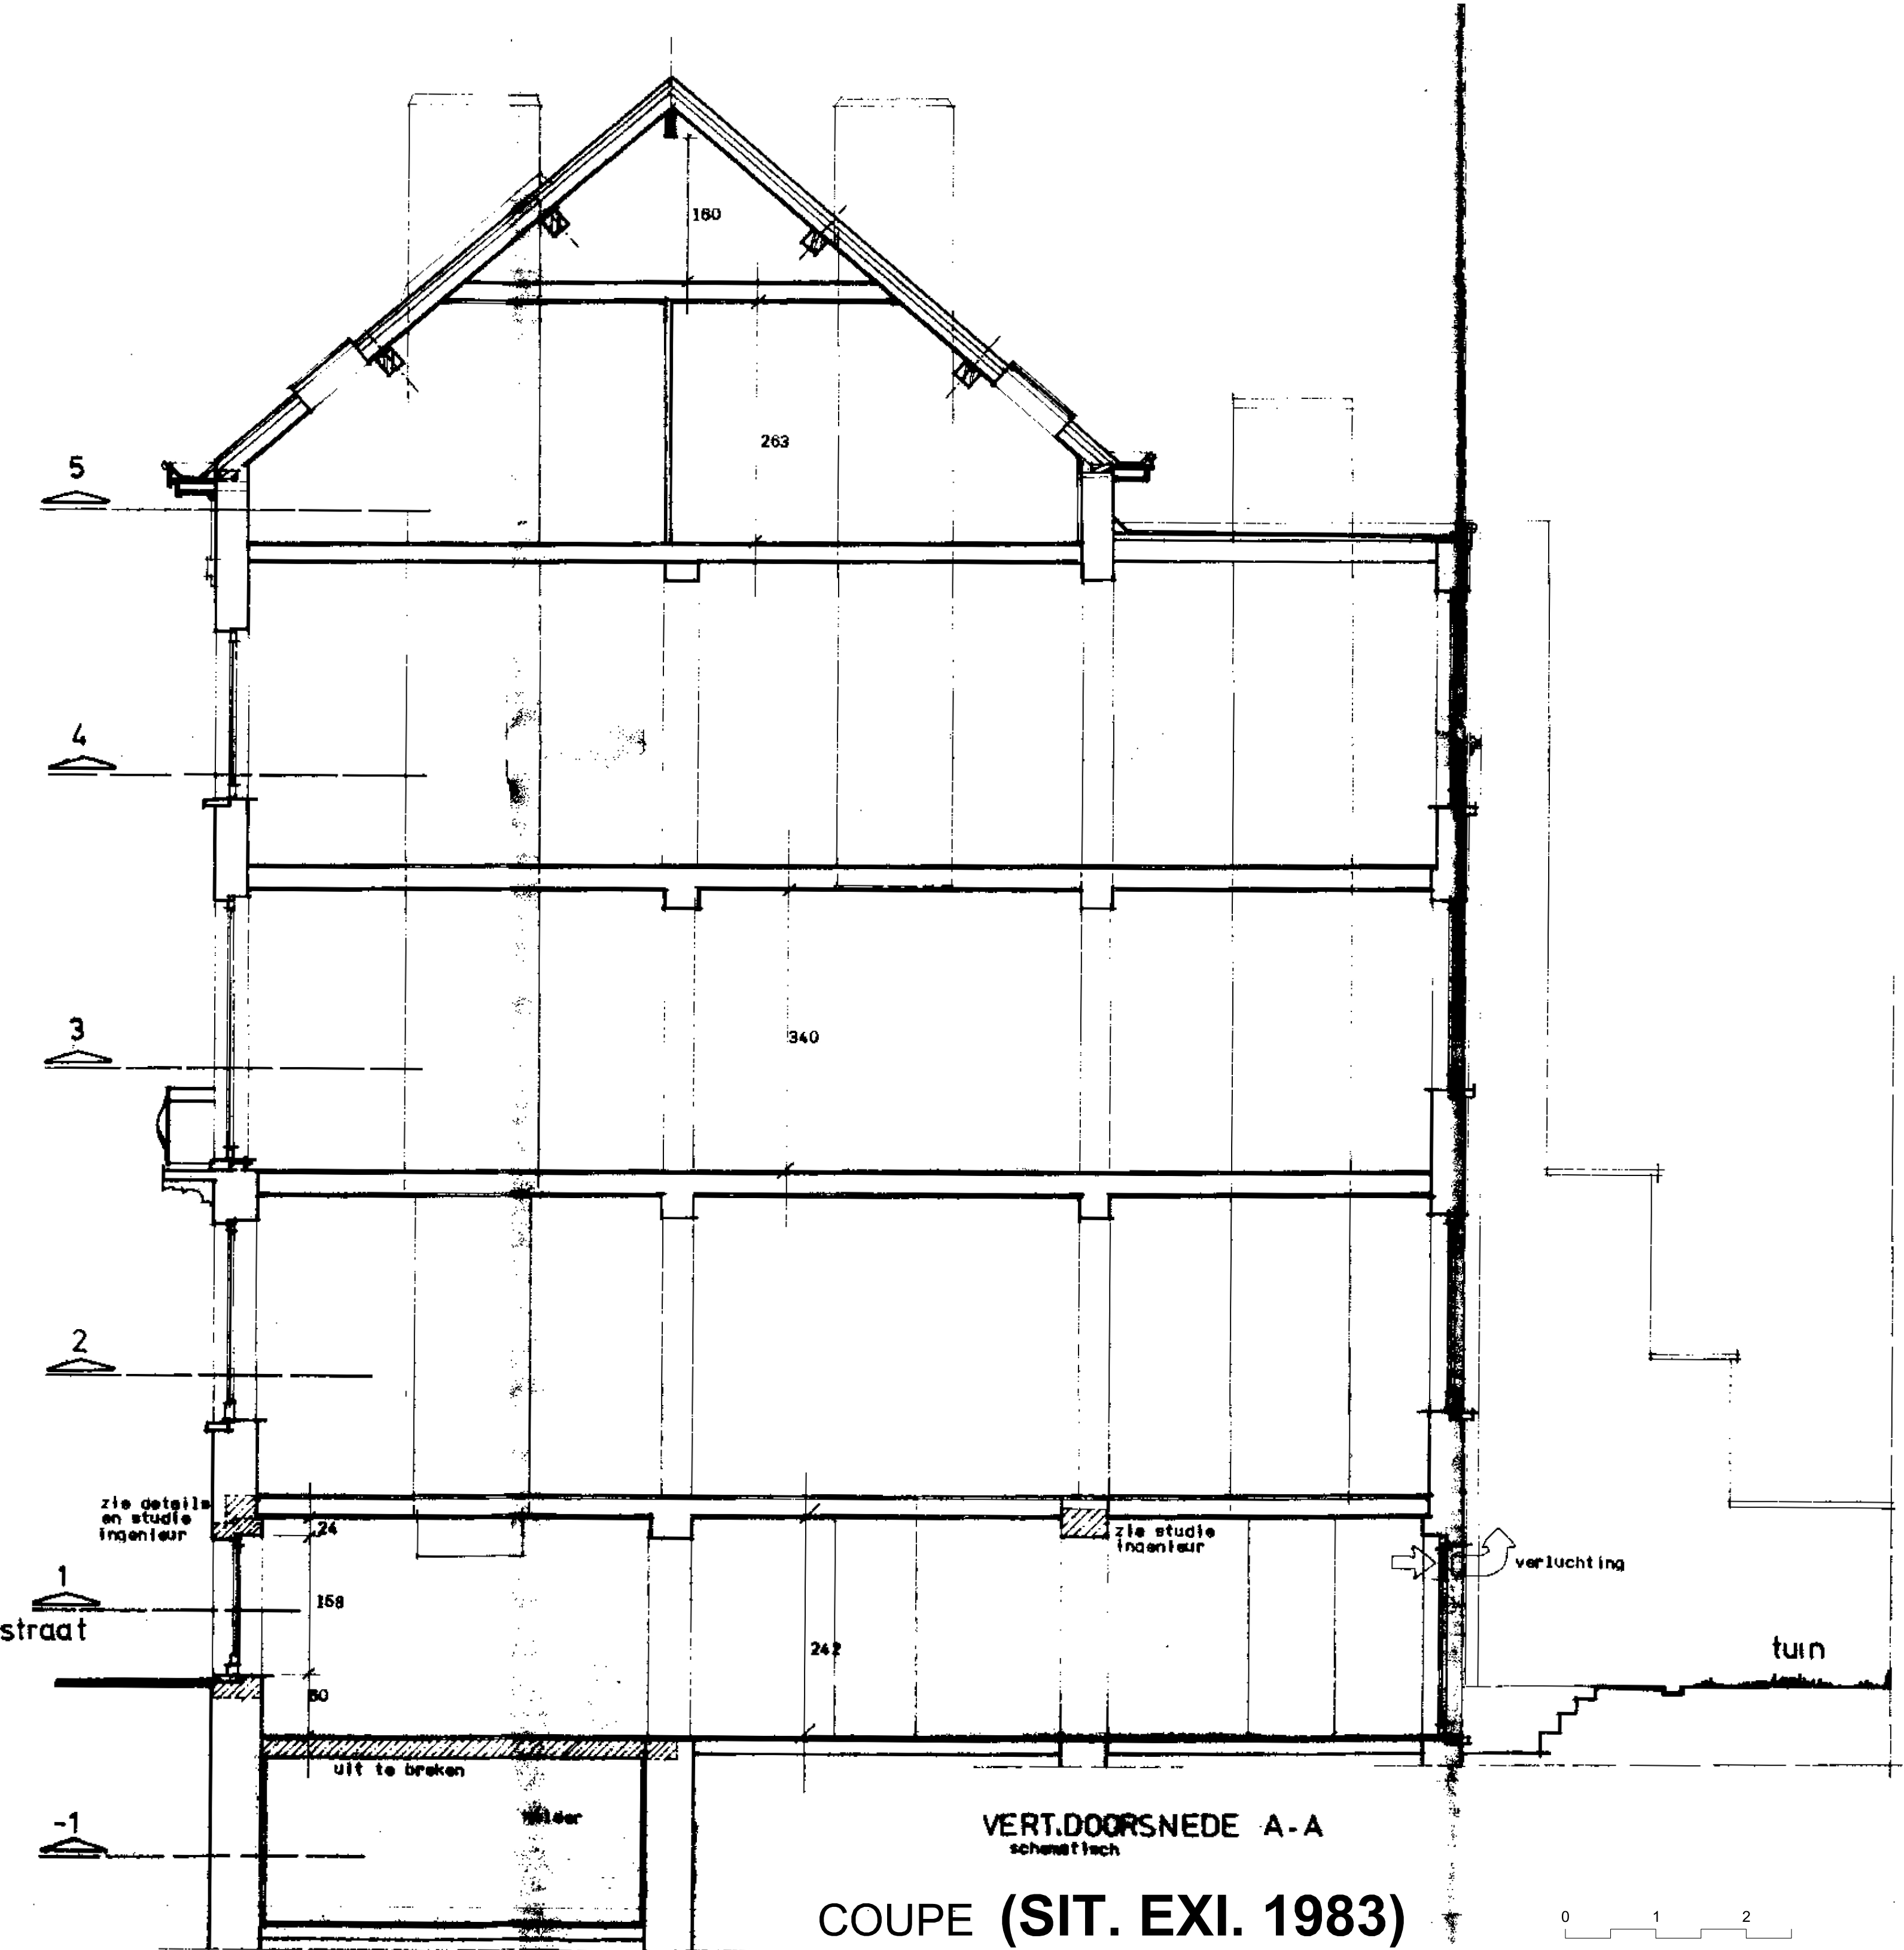 160
263
5
4
3
340
2
zie details
en studie
ingenieur
24
zie studie
ingenieur
verluchting
1
158
straat
242
tuin
60
uit te breken
kelder
-1
VERT.DOORSNEDE A-A
schematisch
COUPE (SIT. EXI. 1983)
0 1 2